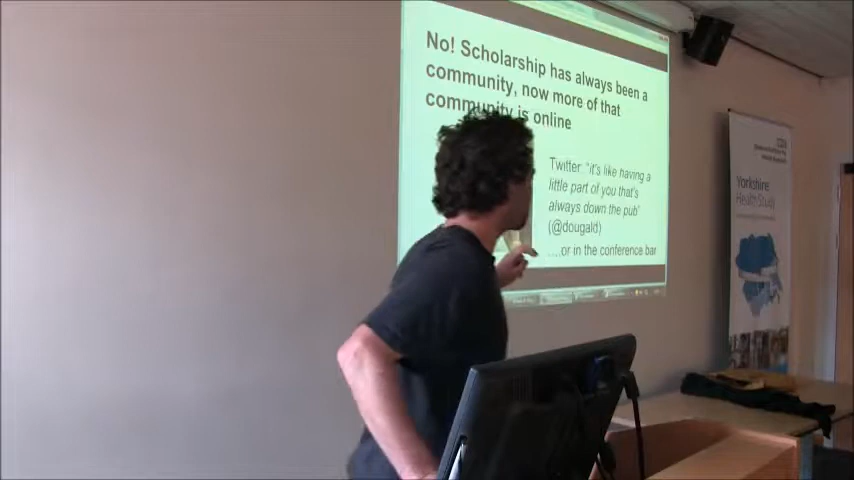 No! Scholarship has always been a
community, now more of that
community is online
Twitter: "it's like having a
little part of you that's
always down the pub"
(@dougald)
....or in the conference bar
NHS
Yorkshire
Health Study